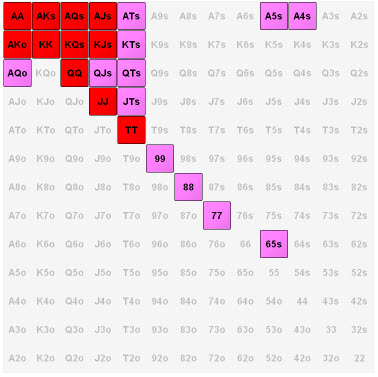 AA AKs AQs AJs ATs A9s A8s A7s A6s A5s A4s A3s A2s
AKo KK KQs KJs KTs K9s K8s K7s K6s K5s K4s K3s K2s
AQo KQo QQ QJs QTs Q9s Q8s Q7s Q6s Q5s Q4s Q3s Q2s
AJo KJo QJo JJ JTs J9s J8s J7s J6s J5s J4s J3s J2s
ATo KTo QTo JTo TT T9s T8s T7s T6s T5s T4s T3s T2s
A9o K9o Q9o J9o T9o 99 98s 97s 96s 95s 94s 93s 92s
A8o K8o Q8o J8o T8o 98o 88 87s 86s 85s 84s 83s 82s
A7o K7o Q7o J7o T7o 97o 87o 77 76s 75s 74s 73s 72s
A6o K6o Q6o J6o T6o 96o 86o 76o 66 65s 64s 63s 62s
A5o K5o Q5o J5o T5o 95o 85o 75o 65o 55 54s 53s 52s
A4o K4o Q4o J4o T4o 94o 84o 74o 64o 54o 44 43s 42s
A3o K3o Q3o J3o T3o 93o 83o 73o 63o 53o 43o 33 32s
A2o K2o Q2o J2o T2o 92o 82o 72o 62o 52o 42o 32o 22